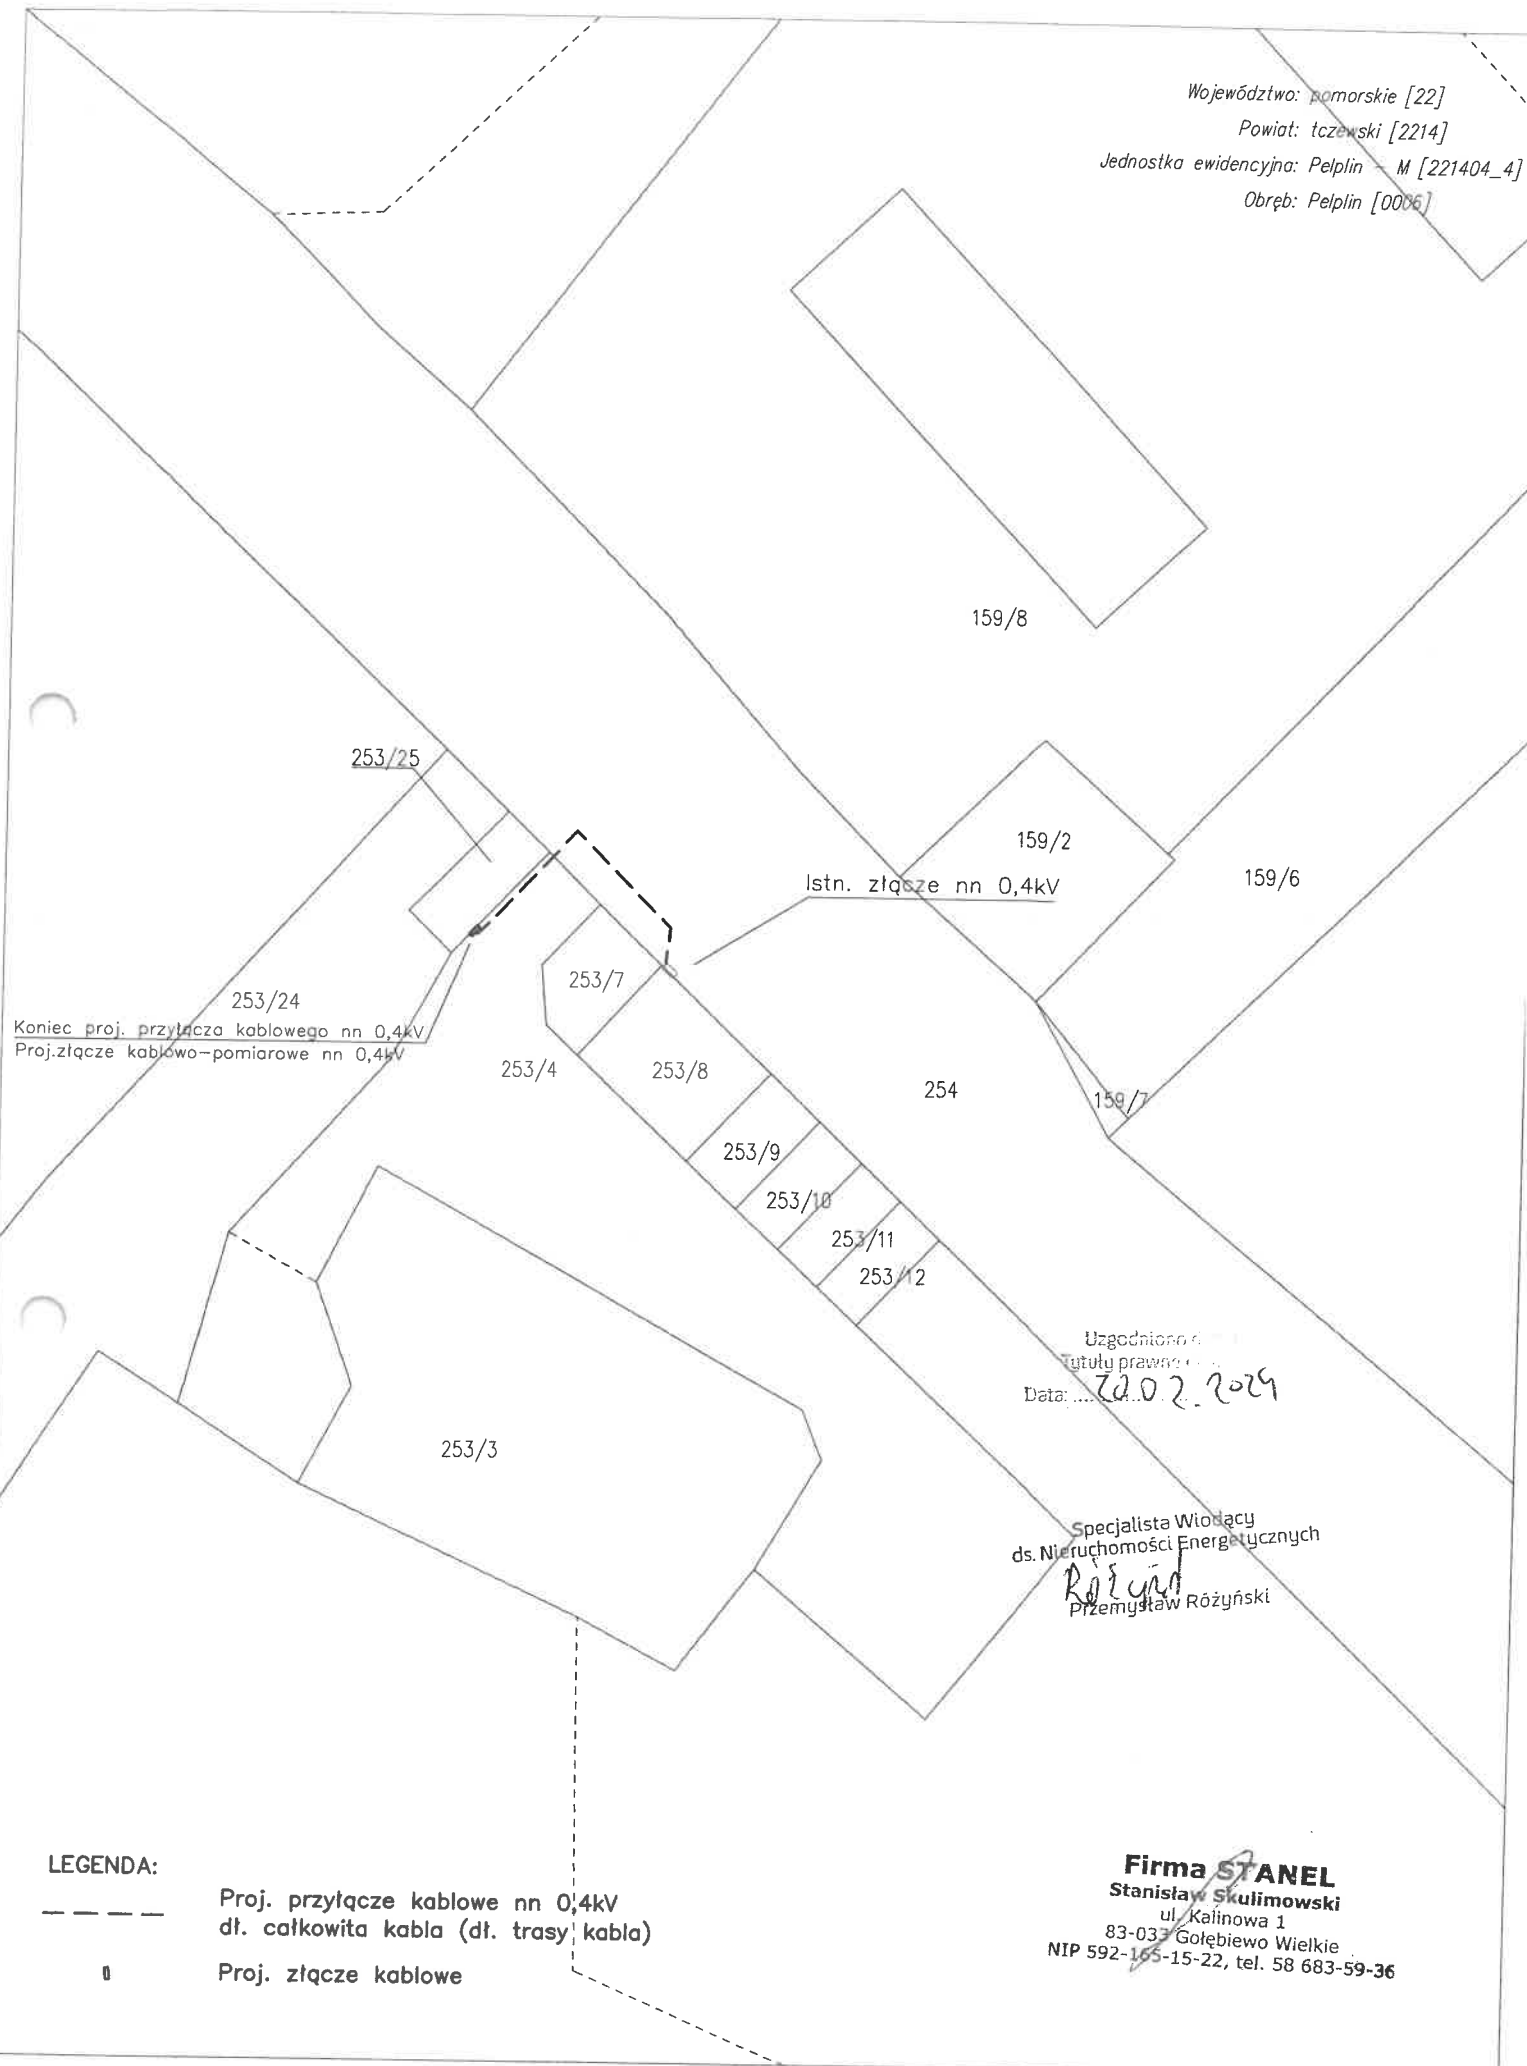 Województwo: pomorskie [22]
Powiat: tczewski [2214]
Jednostka ewidencyjna: Pelplin - M [221404_4]
Obręb: Pelplin [0006]
159/8
253/25
159/2
159/6
Istn. złącze nn 0,4kV
253/7
253/24
Koniec proj. przyłącza kablowego nn 0,4kV
Proj.złącze kablowo-pomiarowe nn 0,4kV
253/4
253/8
254
159/7
253/9
253/10
253/11
253/12
Uzgodniono
Tytuły prawne
Data: 20.02.2024
253/3
Specjalista Wiodący
ds. Nieruchomości Energetycznych
Przemysław Różyński
LEGENDA:
Proj. przyłącze kablowe nn 0,4kV
dł. całkowita kabla (dł. trasy kabla)
Proj. złącze kablowe
Firma STANEL
Stanisław Skulimowski
ul. Kalinowa 1
83-033 Gołębiewo Wielkie
NIP 592-165-15-22, tel. 58 683-59-36